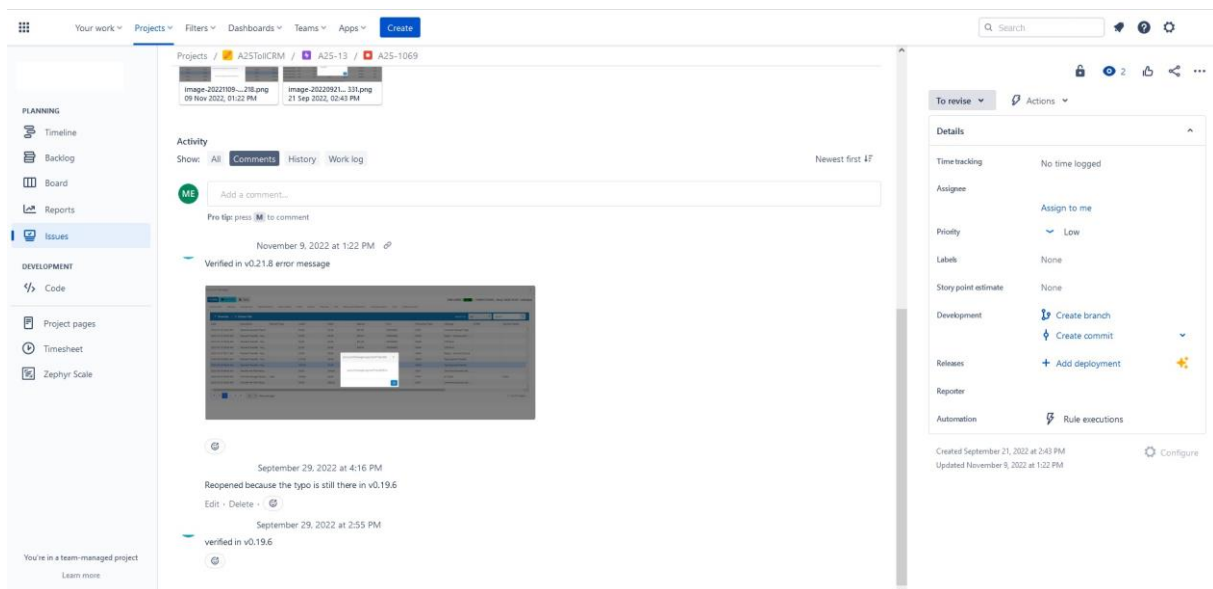 Your work Projects Filters Dashboards Teams Apps Create Search
Projects / A25TollCRM / A25-13 / A25-1069
2
image-20221109-...218.png image-20220921... 331.png
09 Nov 2022, 01:22 PM 21 Sep 2022, 02:43 PM
PLANNING
Timeline
Backlog
Board
Reports
Issues
DEVELOPMENT
Code
Project pages
Timesheet
Zephyr Scale
You're in a team-managed project
Learn more
Activity
Show: All Comments History Work log Newest first
ME Add a comment...
Pro tip: press M to comment
November 9, 2022 at 1:22 PM
Verified in v0.21.8 error message
September 29, 2022 at 4:16 PM
Reopened because the typo is still there in v0.19.6
Edit · Delete ·
September 29, 2022 at 2:55 PM
verified in v0.19.6
To revise Actions
Details
Time tracking No time logged
Assignee
Assign to me
Priority Low
Labels None
Story point estimate None
Development Create branch
Create commit
Releases + Add deployment
Reporter
Automation Rule executions
Created September 21, 2022 at 2:43 PM Configure
Updated November 9, 2022 at 1:22 PM